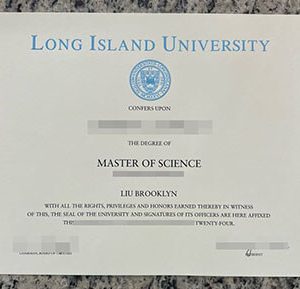 LONG ISLAND UNIVERSITY
CONFERS UPON
THE DEGREE OF
MASTER OF SCIENCE
LIU BROOKLYN
WITH ALL THE RIGHTS, PRIVILEGES AND HONORS EARNED THEREBY IN WITNESS
OF THIS, THE SEAL OF THE UNIVERSITY AND SIGNATURES OF ITS OFFICERS ARE HERE AFFIXED
THIS TWENTY-FOUR.